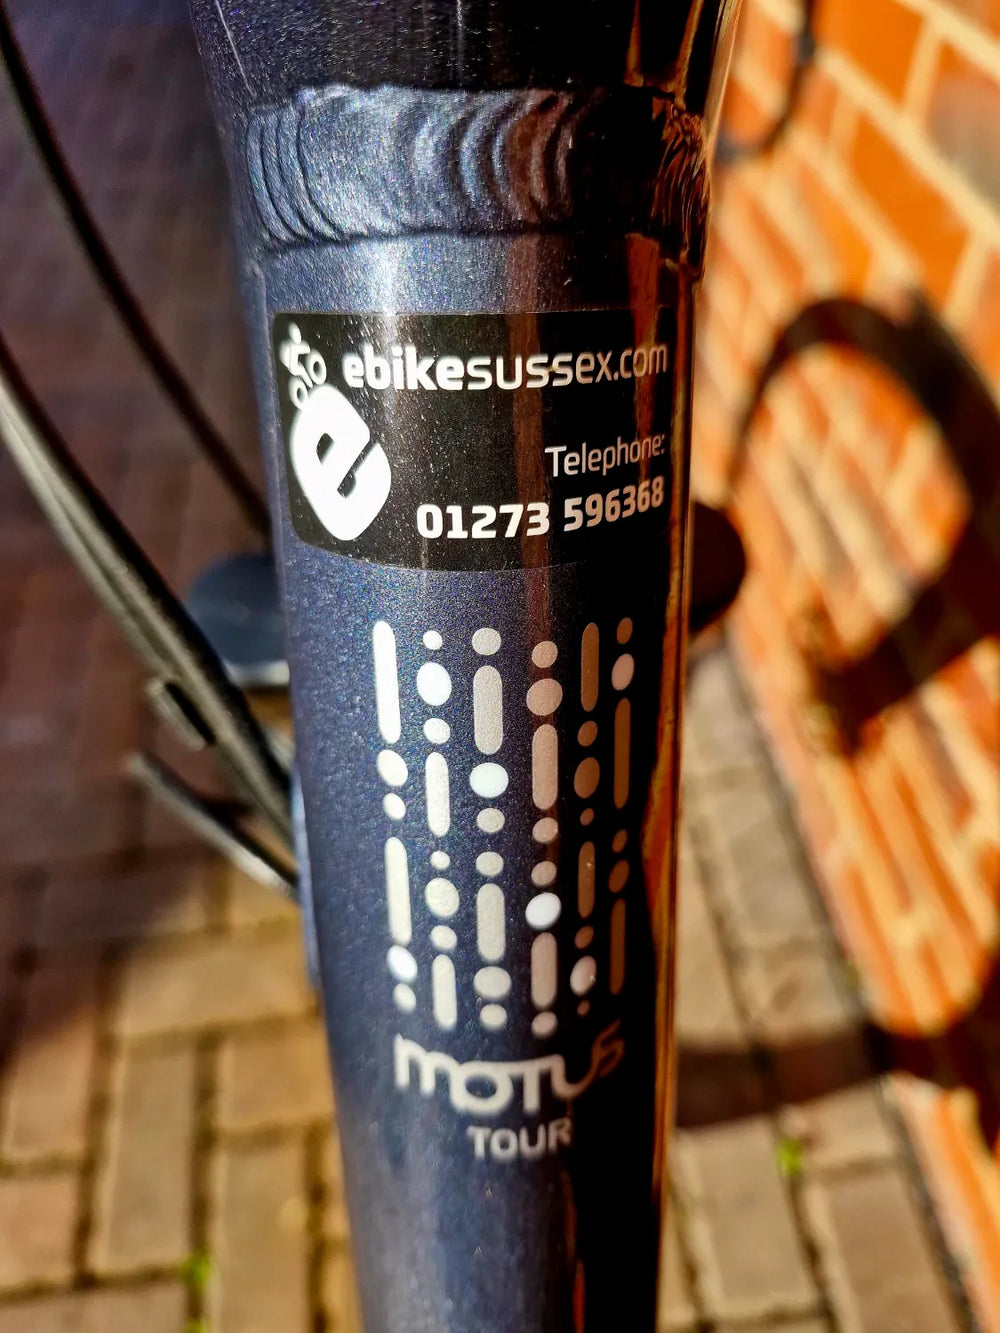 ebikesussex.com
e
Telephone:
01273 596368
MOTUS
TOUR